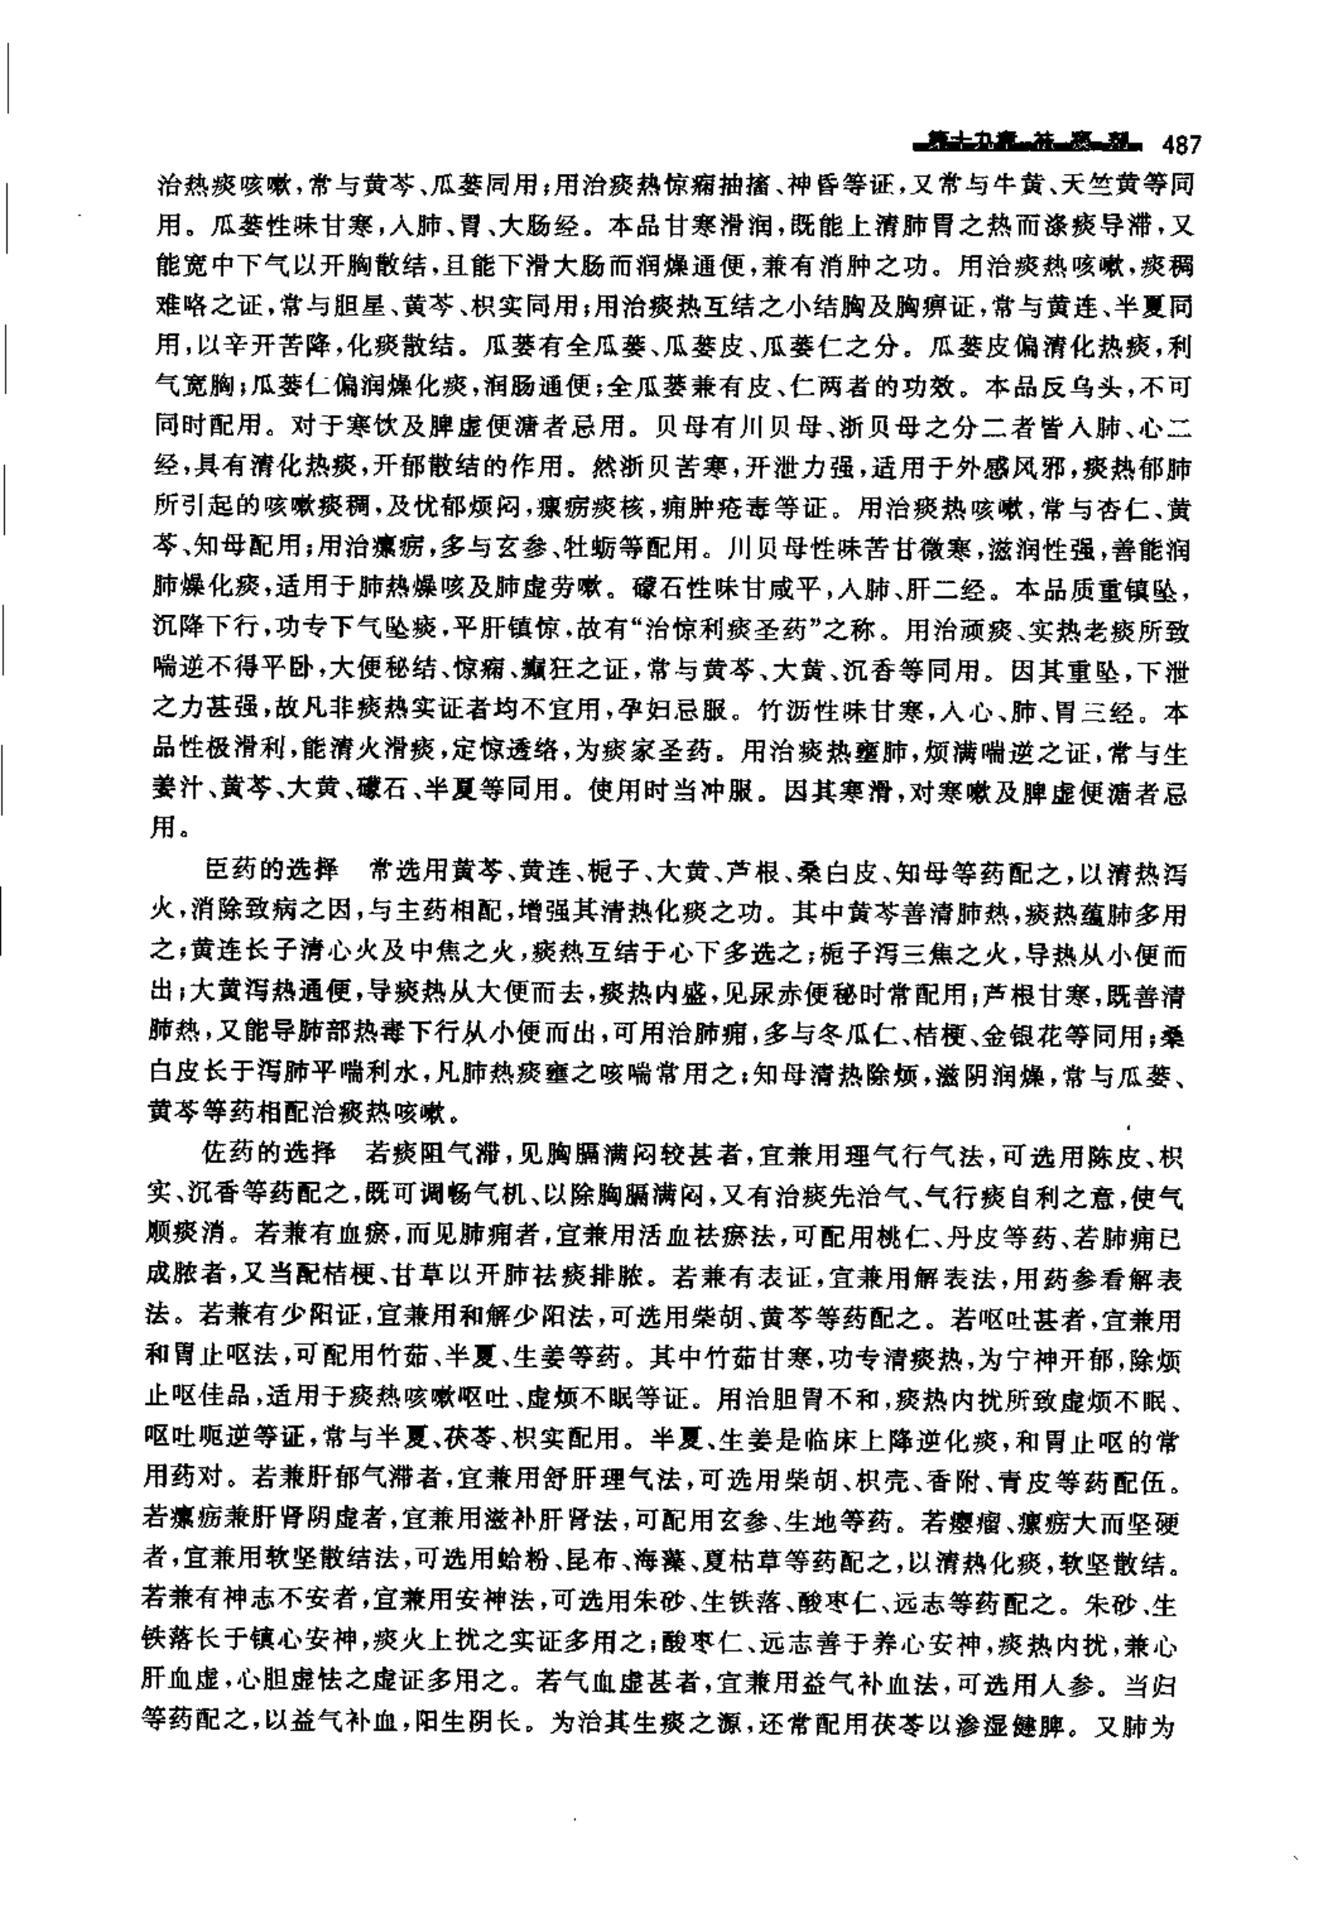 第十九章 祛痰剂 487
治热痰咳嗽,常与黄芩、瓜蒌同用;用治痰热惊痫抽搐、神昏等证,又常与牛黄、天竺黄等同
用。瓜蒌性味甘寒,入肺、胃、大肠经。本品甘寒滑润,既能上清肺胃之热而涤痰导滞,又
能宽中下气以开胸散结,且能下滑大肠而润燥通便,兼有消肿之功。用治痰热咳嗽,痰稠
难咯之证,常与胆星、黄芩、枳实同用;用治痰热互结之小结胸及胸痹证,常与黄连、半夏同
用,以辛开苦降,化痰散结。瓜蒌有全瓜蒌、瓜蒌皮、瓜蒌仁之分。瓜蒌皮偏清化热痰,利
气宽胸;瓜蒌仁偏润燥化痰,润肠通便;全瓜蒌兼有皮、仁两者的功效。本品反乌头,不可
同时配用。对于寒饮及脾虚便溏者忌用。贝母有川贝母、浙贝母之分二者皆入肺、心二
经,具有清化热痰,开郁散结的作用。然浙贝苦寒,开泄力强,适用于外感风邪,痰热郁肺
所引起的咳嗽痰稠,及忧郁烦闷,瘰疬痰核,痈肿疮毒等证。用治痰热咳嗽,常与杏仁、黄
芩、知母配用;用治瘰疬,多与玄参、牡蛎等配用。川贝母性味苦甘微寒,滋润性强,善能润
肺燥化痰,适用于肺热燥咳及肺虚劳嗽。礞石性味甘咸平,入肺、肝二经。本品质重镇坠,
沉降下行,功专下气坠痰,平肝镇惊,故有“治惊利痰圣药”之称。用治顽痰、实热老痰所致
喘逆不得平卧,大便秘结、惊痫、癫狂之证,常与黄芩、大黄、沉香等同用。因其重坠,下泄
之力甚强,故凡非痰热实证者均不宜用,孕妇忌服。竹沥性味甘寒,入心、肺、胃三经。本
品性极滑利,能清火滑痰,定惊透络,为痰家圣药。用治痰热壅肺,烦满喘逆之证,常与生
姜汁、黄芩、大黄、礞石、半夏等同用。使用时当冲服。因其寒滑,对寒嗽及脾虚便溏者忌
用。
臣药的选择 常选用黄芩、黄连、栀子、大黄、芦根、桑白皮、知母等药配之,以清热泻
火,消除致病之因,与主药相配,增强其清热化痰之功。其中黄芩善清肺热,痰热蕴肺多用
之;黄连长于清心火及中焦之火,痰热互结于心下多选之;栀子泻三焦之火,导热从小便而
出;大黄泻热通便,导痰热从大便而去,痰热内盛,见尿赤便秘时常配用;芦根甘寒,既善清
肺热,又能导肺部热毒下行从小便而出,可用治肺痈,多与冬瓜仁、桔梗、金银花等同用;桑
白皮长于泻肺平喘利水,凡肺热痰壅之咳喘常用之;知母清热除烦,滋阴润燥,常与瓜蒌、
黄芩等药相配治痰热咳嗽。
佐药的选择 若痰阻气滞,见胸膈满闷较甚者,宜兼用理气行气法,可选用陈皮、枳
实、沉香等药配之,既可调畅气机、以除胸膈满闷,又有治痰先治气、气行痰自利之意,使气
顺痰消。若兼有血瘀,而见肺痈者,宜兼用活血祛瘀法,可配用桃仁、丹皮等药、若肺痈已
成脓者,又当配桔梗、甘草以开肺祛痰排脓。若兼有表证,宜兼用解表法,用药参看解表
法。若兼有少阳证,宜兼用和解少阳法,可选用柴胡、黄芩等药配之。若呕吐甚者,宜兼用
和胃止呕法,可配用竹茹、半夏、生姜等药。其中竹茹甘寒,功专清痰热,为宁神开郁,除烦
止呕佳品,适用于痰热咳嗽呕吐、虚烦不眠等证。用治胆胃不和,痰热内扰所致虚烦不眠、
呕吐呃逆等证,常与半夏、茯苓、枳实配用。半夏、生姜是临床上降逆化痰,和胃止呕的常
用药对。若兼肝郁气滞者,宜兼用舒肝理气法,可选用柴胡、枳壳、香附、青皮等药配伍。
若瘰疬兼肝肾阴虚者,宜兼用滋补肝肾法,可配用玄参、生地等药。若瘿瘤、瘰疬大而坚硬
者,宜兼用软坚散结法,可选用蛤粉、昆布、海藻、夏枯草等药配之,以清热化痰,软坚散结。
若兼有神志不安者,宜兼用安神法,可选用朱砂、生铁落、酸枣仁、远志等药配之。朱砂、生
铁落长于镇心安神,痰火上扰之实证多用之;酸枣仁、远志善于养心安神,痰热内扰,兼心
肝血虚,心胆虚怯之虚证多用之。若气血虚甚者,宜兼用益气补血法,可选用人参。当归
等药配之,以益气补血,阳生阴长。为治其生痰之源,还常配用茯苓以渗湿健脾。又肺为